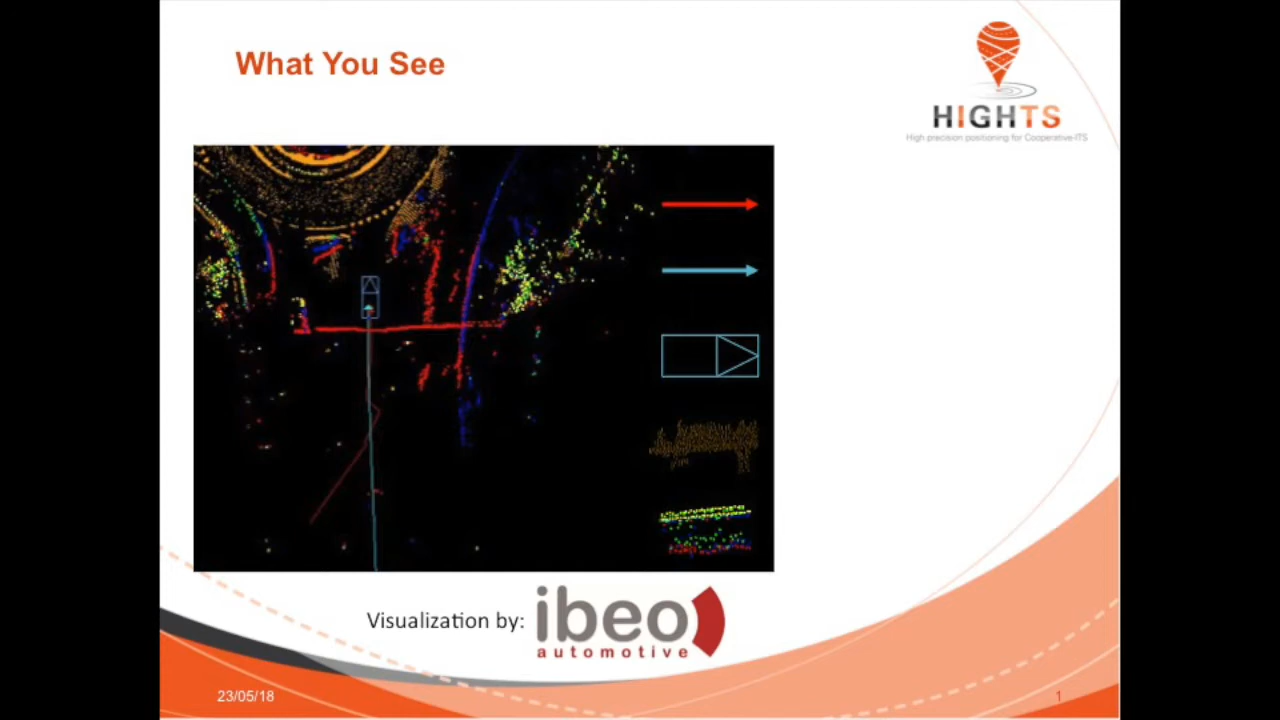 What You See
HIGHTS
High precision positioning for Cooperative-ITS
Visualization by:
ibeo
automotive
23/05/18
1